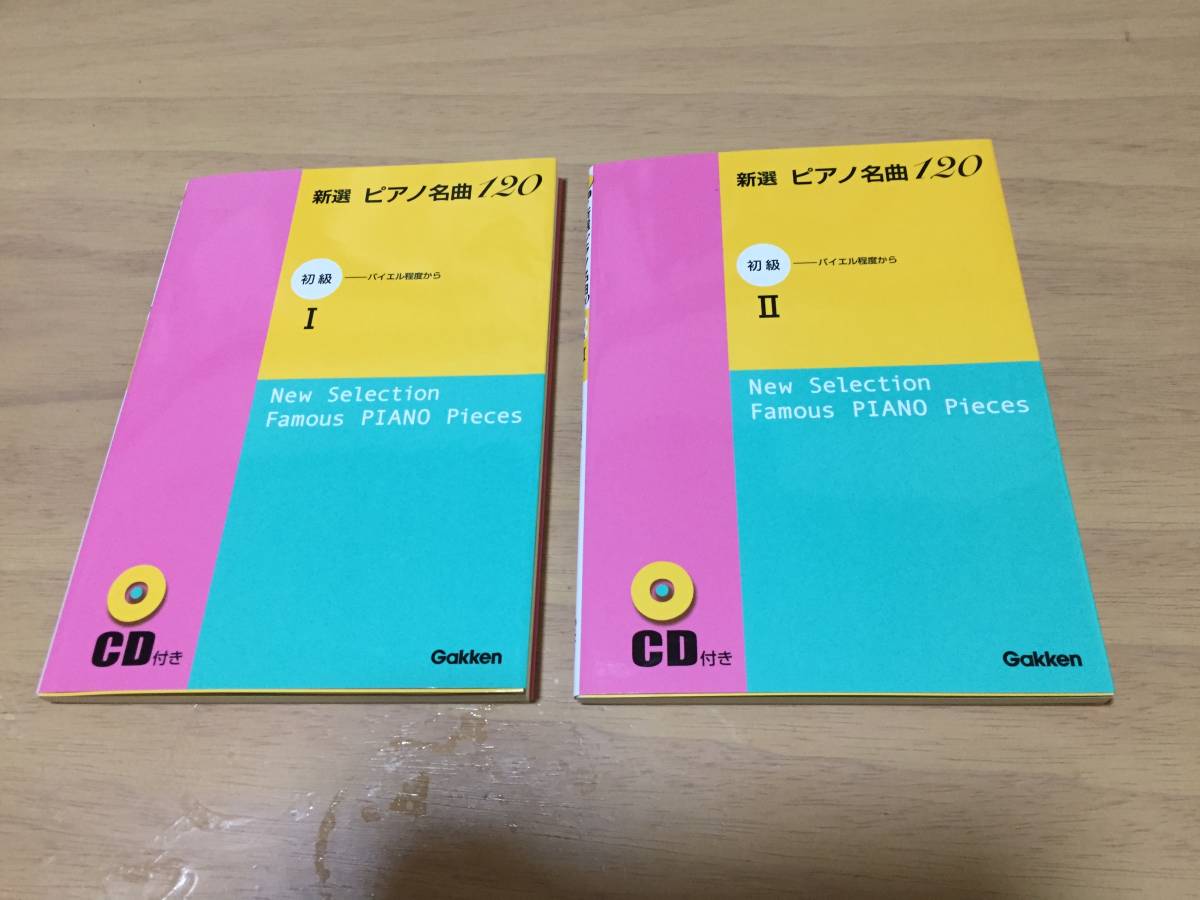 新選 ピアノ名曲120
初級 ――バイエル程度から
I
New Selection
Famous PIANO Pieces
CD付き
Gakken
新選 ピアノ名曲120
初級 ――バイエル程度から
II
New Selection
Famous PIANO Pieces
CD付き
Gakken